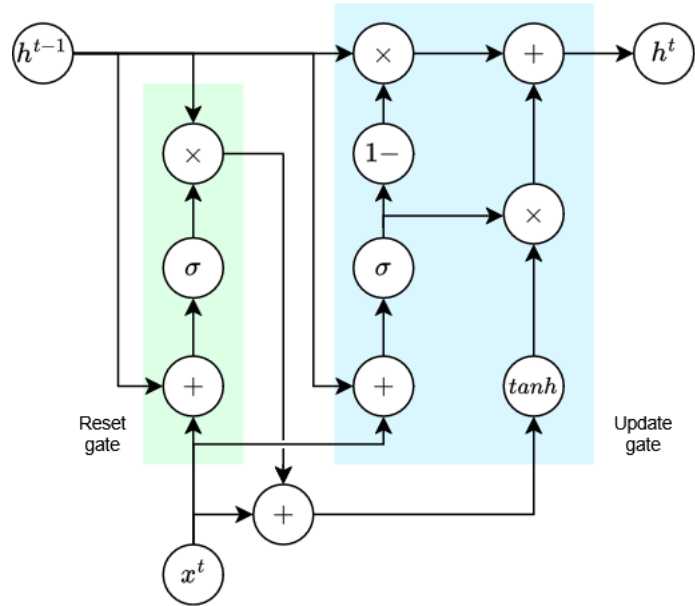 h^{t-1} × + h^t
× 1−
×
σ σ
+ + tanh
Reset
gate
Update
gate
+
x^t